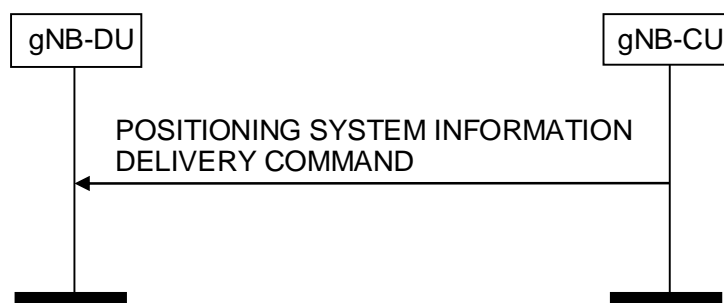 gNB-DU
gNB-CU
POSITIONING SYSTEM INFORMATION
DELIVERY COMMAND